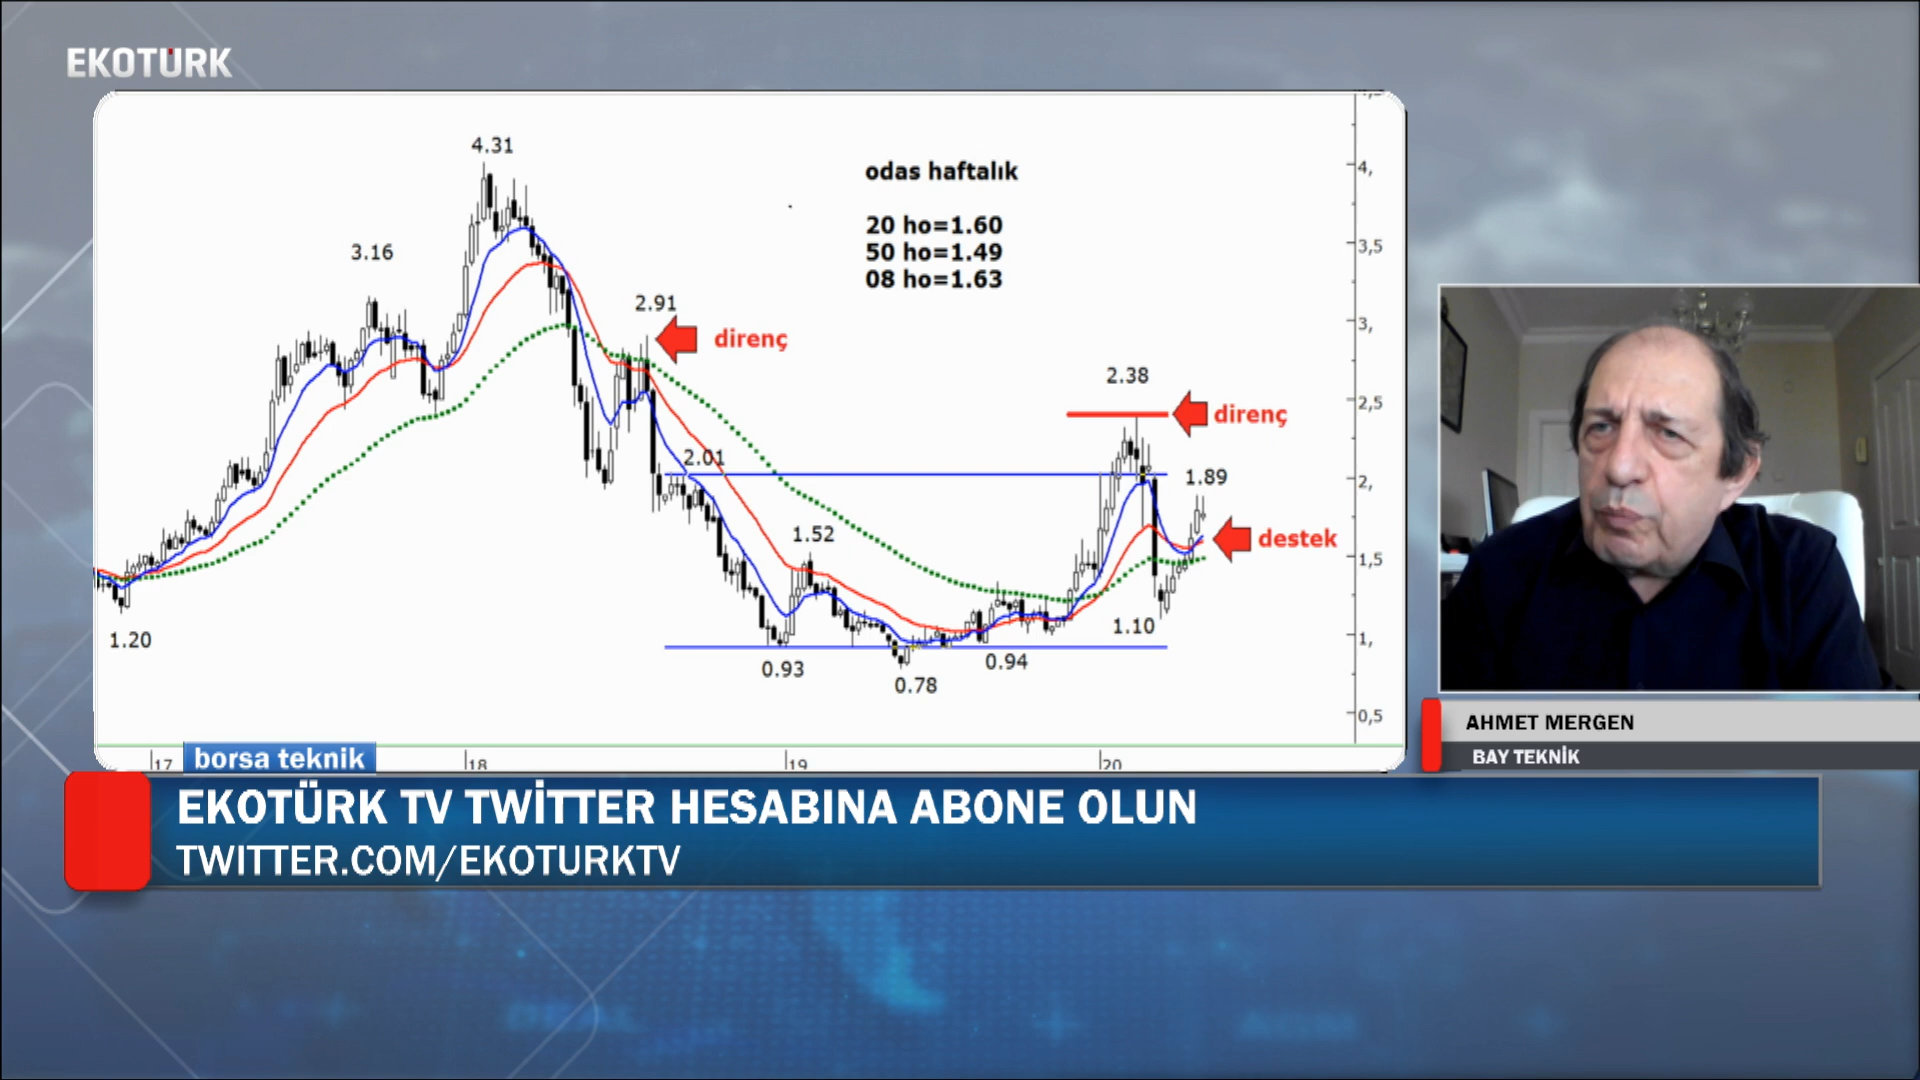 EKOTÜRK
4.31
odas haftalık
3.16
20 ho=1.60
50 ho=1.49
08 ho=1.63
2.91
direnç
2.38
direnç
2.01
1.89
1.52
destek
1.20
1.10
0.93
0.94
0.78
4,
3,5
3,
2,5
2,
1,5
1,
0,5
17
18
19
20
borsa teknik
AHMET MERGEN
BAY TEKNİK
EKOTÜRK TV TWİTTER HESABINA ABONE OLUN
TWITTER.COM/EKOTURKTV